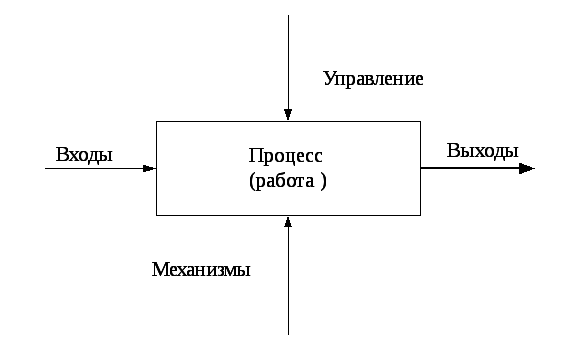 Управление
Входы
Процесс
(работа )
Выходы
Механизмы